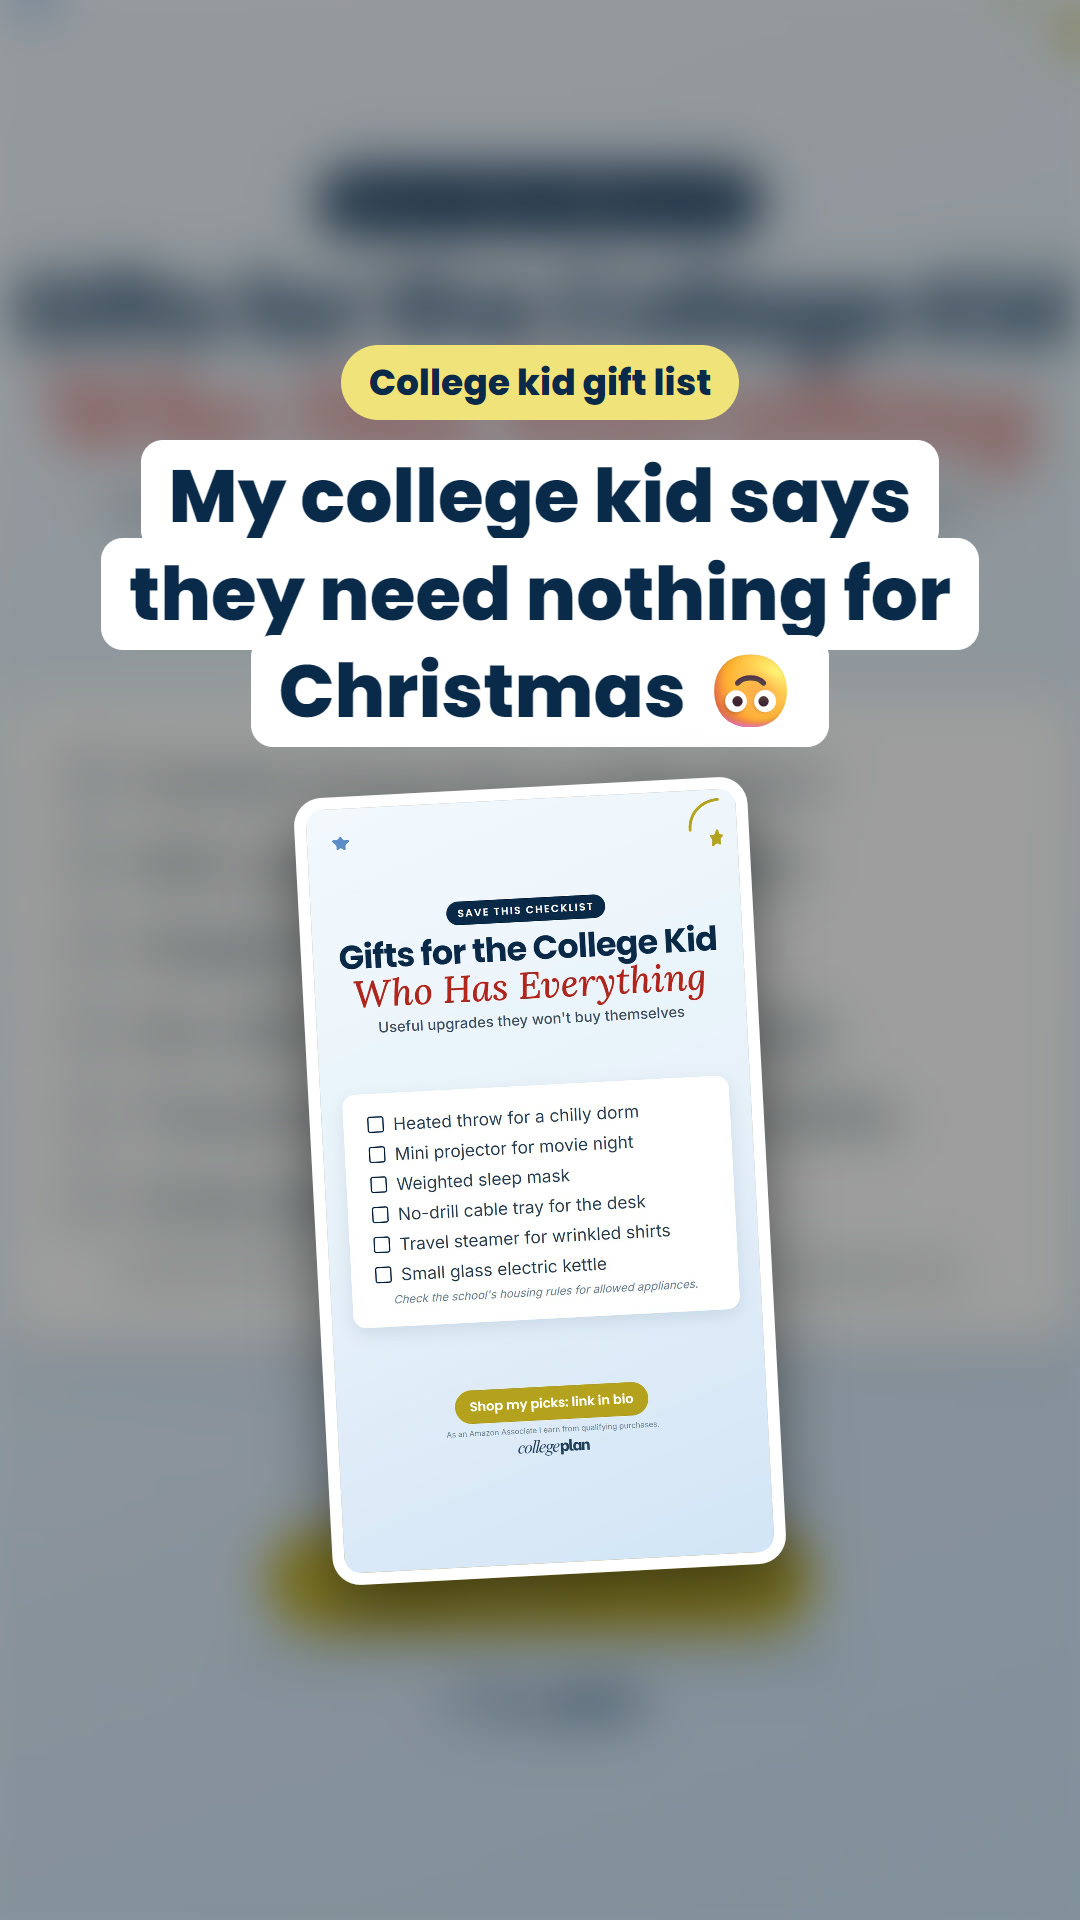 College kid gift list
My college kid says
they need nothing for
Christmas 🙃
SAVE THIS CHECKLIST
Gifts for the College Kid
Who Has Everything
Useful upgrades they won't buy themselves
Heated throw for a chilly dorm
Mini projector for movie night
Weighted sleep mask
No-drill cable tray for the desk
Travel steamer for wrinkled shirts
Small glass electric kettle
Check the school's housing rules for allowed appliances.
Shop my picks: link in bio
As an Amazon Associate I earn from qualifying purchases.
collegeplan